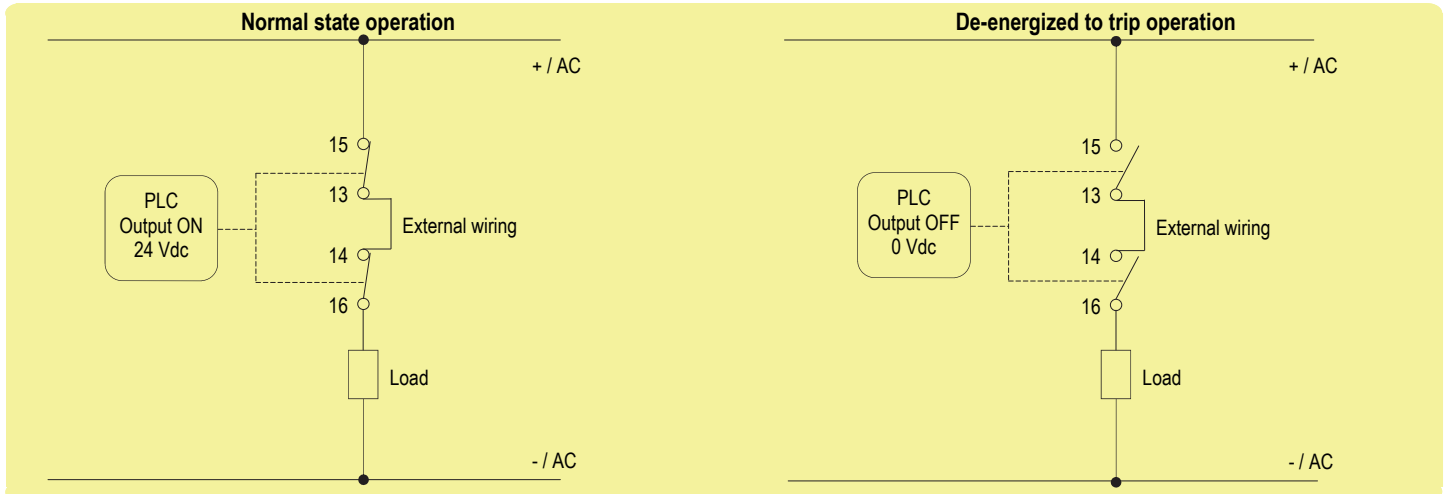 Normal state operation
+ / AC
15
13
PLC
Output ON
24 Vdc
External wiring
14
16
Load
- / AC
De-energized to trip operation
+ / AC
15
13
PLC
Output OFF
0 Vdc
External wiring
14
16
Load
- / AC